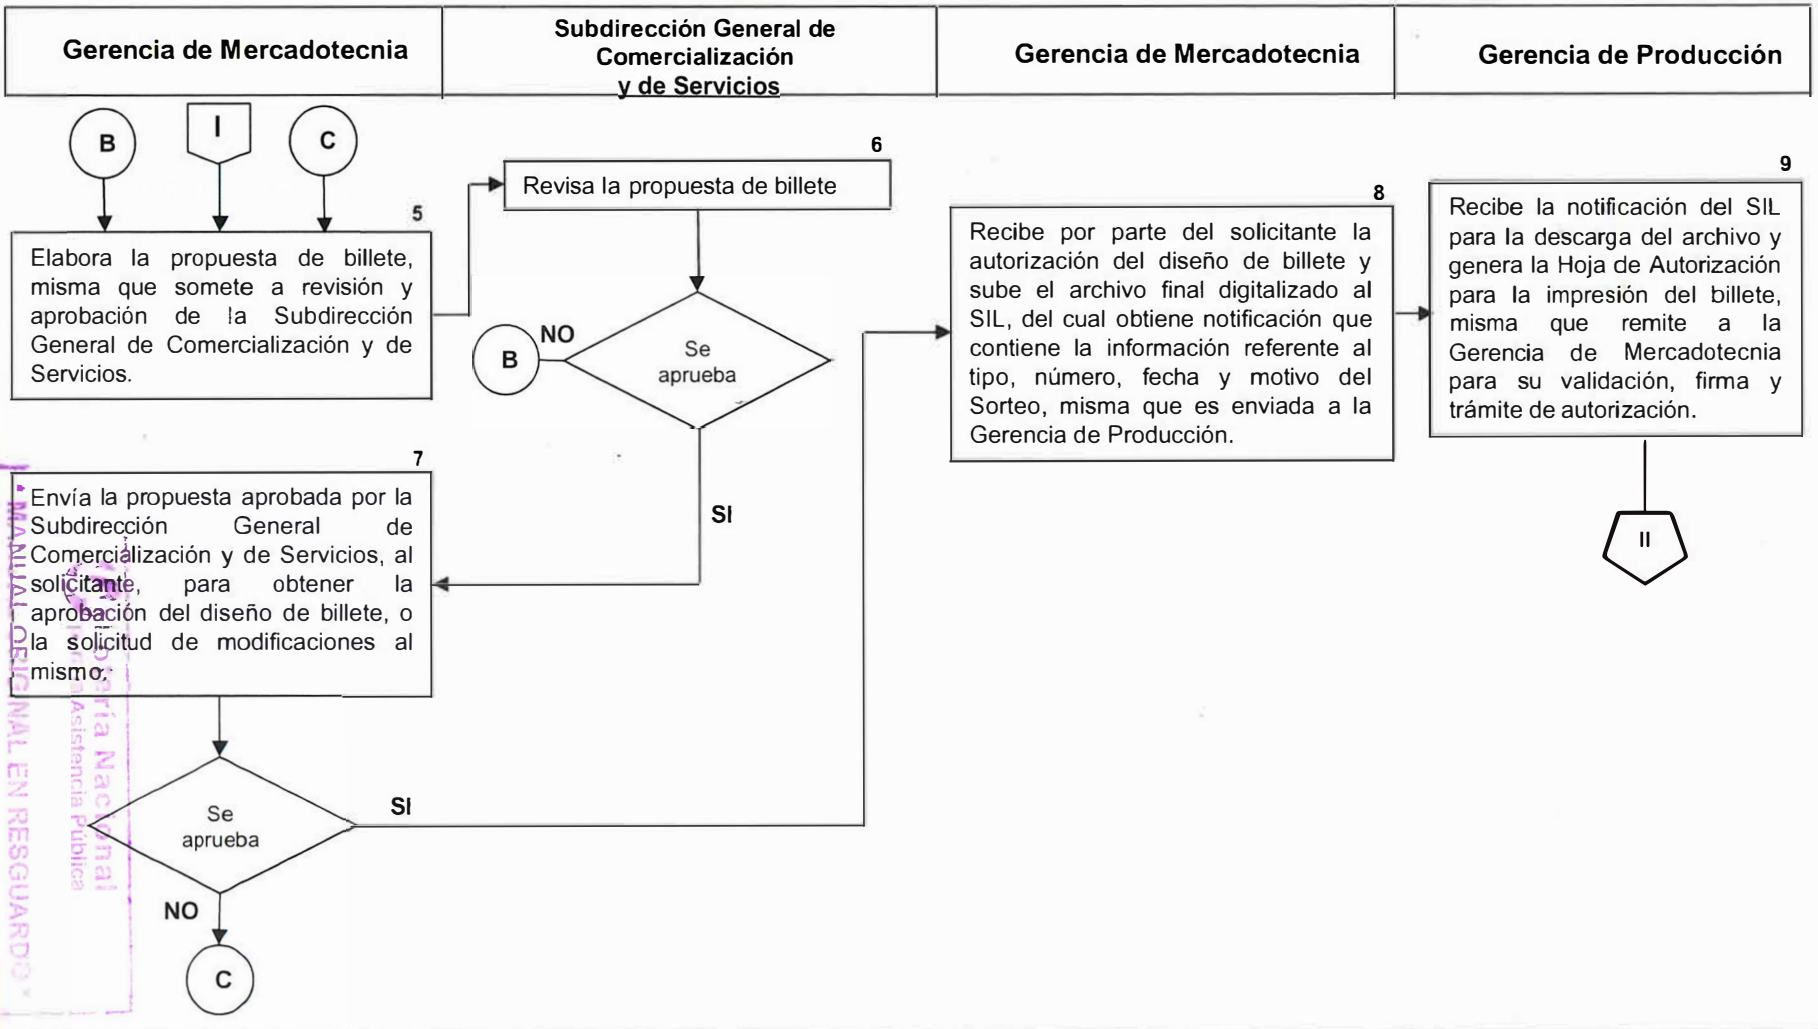 Gerencia de Mercadotecnia
Subdirección General de
Comercialización
y de Servicios
Gerencia de Mercadotecnia
Gerencia de Producción
B
I
C
5
Elabora la propuesta de billete,
misma que somete a revisión y
aprobación de la Subdirección
General de Comercialización y de
Servicios.
6
Revisa la propuesta de billete
Se
aprueba
NO
B
SI
7
Envía la propuesta aprobada por la
Subdirección General de
Comercialización y de Servicios, al
solicitante, para obtener la
aprobación del diseño de billete, o
la solicitud de modificaciones al
mismo.
Se
aprueba
SI
NO
C
8
Recibe por parte del solicitante la
autorización del diseño de billete y
sube el archivo final digitalizado al
SIL, del cual obtiene notificación que
contiene la información referente al
tipo, número, fecha y motivo del
Sorteo, misma que es enviada a la
Gerencia de Producción.
9
Recibe la notificación del SIL
para la descarga del archivo y
genera la Hoja de Autorización
para la impresión del billete,
misma que remite a la
Gerencia de Mercadotecnia
para su validación, firma y
trámite de autorización.
II
Nacional
Asistencia Pública
MANUAL ORIGINAL EN RESGUARDO